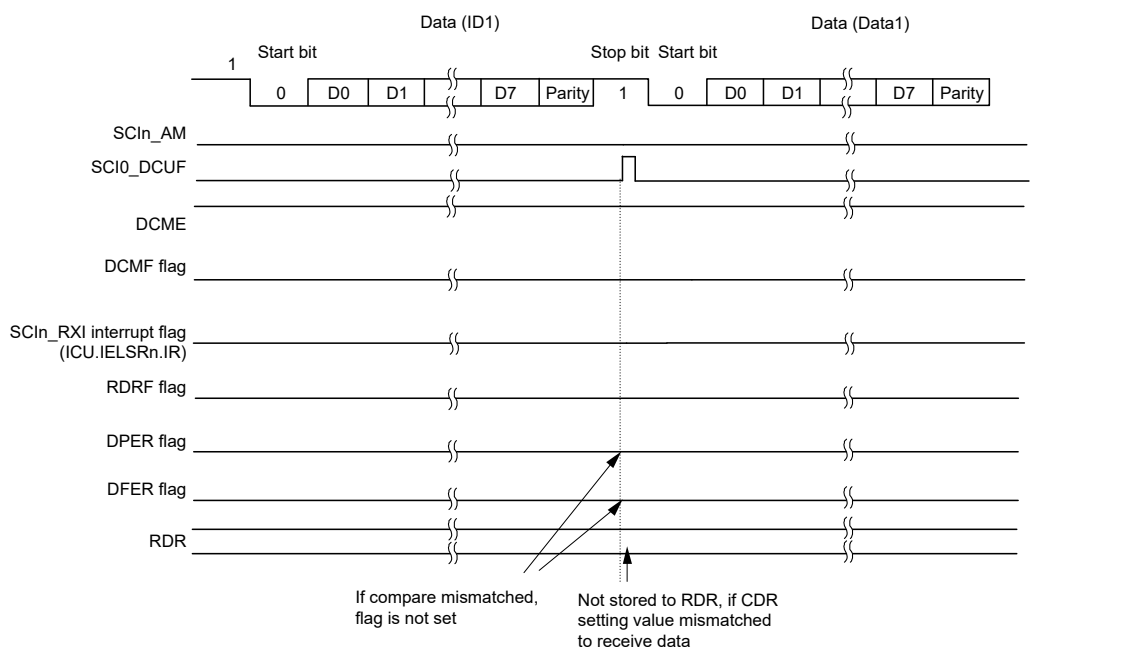 Data (ID1)
Data (Data1)
Start bit
Stop bit
Start bit
1
0
D0
D1
D7
Parity
1
0
D0
D1
D7
Parity
SCIn_AM
SCI0_DCUF
DCME
DCMF flag
SCIn_RXI interrupt flag
(ICU.IELSRn.IR)
RDRF flag
DPER flag
DFER flag
RDR
If compare mismatched,
flag is not set
Not stored to RDR, if CDR
setting value mismatched
to receive data